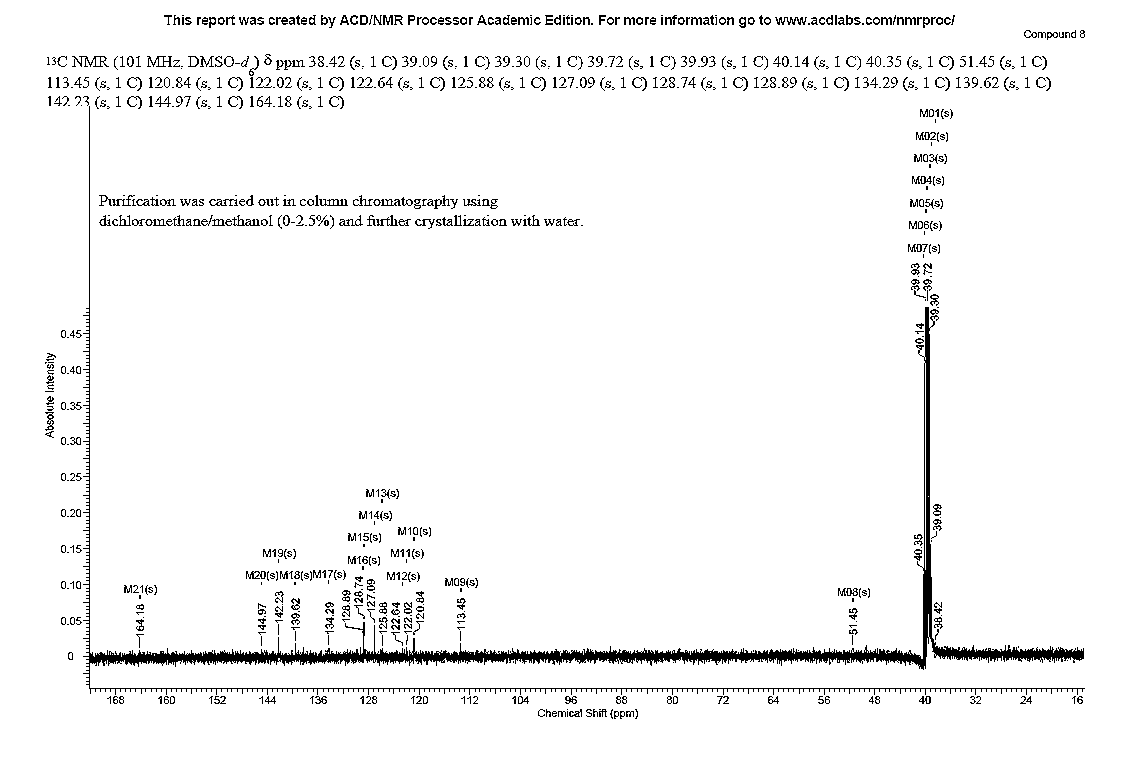 This report was created by ACD/NMR Processor Academic Edition. For more information go to www.acdlabs.com/nmrproc/
Compound 8
13C NMR (101 MHz, DMSO-d6) δ ppm 38.42 (s, 1 C) 39.09 (s, 1 C) 39.30 (s, 1 C) 39.72 (s, 1 C) 39.93 (s, 1 C) 40.14 (s, 1 C) 40.35 (s, 1 C) 51.45 (s, 1 C)
113.45 (s, 1 C) 120.84 (s, 1 C) 122.02 (s, 1 C) 122.64 (s, 1 C) 125.88 (s, 1 C) 127.09 (s, 1 C) 128.74 (s, 1 C) 128.89 (s, 1 C) 134.29 (s, 1 C) 139.62 (s, 1 C)
142.23 (s, 1 C) 144.97 (s, 1 C) 164.18 (s, 1 C)
M01(s)
M02(s)
M03(s)
M04(s)
M05(s)
M06(s)
M07(s)
Purification was carried out in column chromatography using
dichloromethane/methanol (0-2.5%) and further crystallization with water.
39.93
39.72
39.30
40.14
0.45
0.40
0.35
0.30
0.25
0.20
0.15
0.10
0.05
0
Absolute Intensity
M13(s)
M14(s)
M10(s)
M15(s)
M19(s)
M16(s)
M11(s)
M20(s) M18(s) M17(s)
M12(s)
M21(s)
M09(s)
M08(s)
164.18
144.97
142.23
139.62
134.29
128.89
128.74
127.09
125.88
122.64
122.02
120.84
113.45
51.45
40.35
39.09
38.42
168 160 152 144 136 128 120 112 104 96 88 80 72 64 56 48 40 32 24 16
Chemical Shift (ppm)